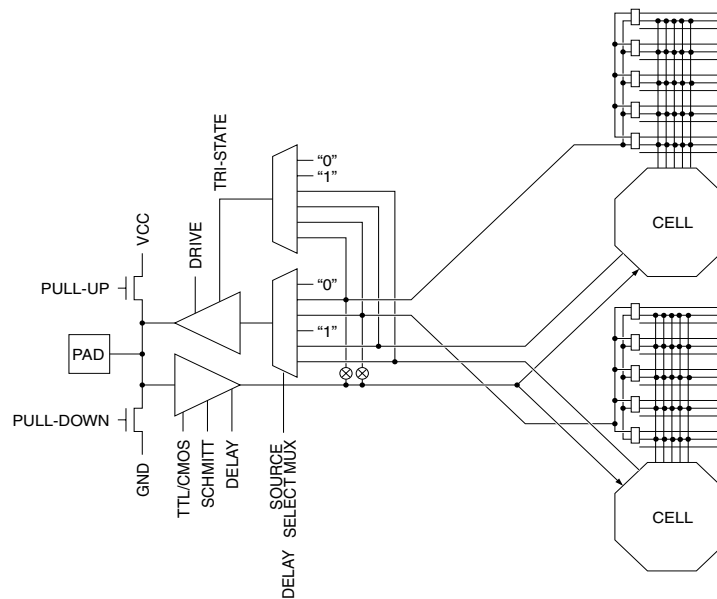 “0”
“1”
TRI-STATE
VCC
DRIVE
CELL
PULL-UP
“0”
“1”
PAD
PULL-DOWN
GND
TTL/CMOS
SCHMITT
DELAY
SOURCE
SELECT MUX
DELAY
CELL